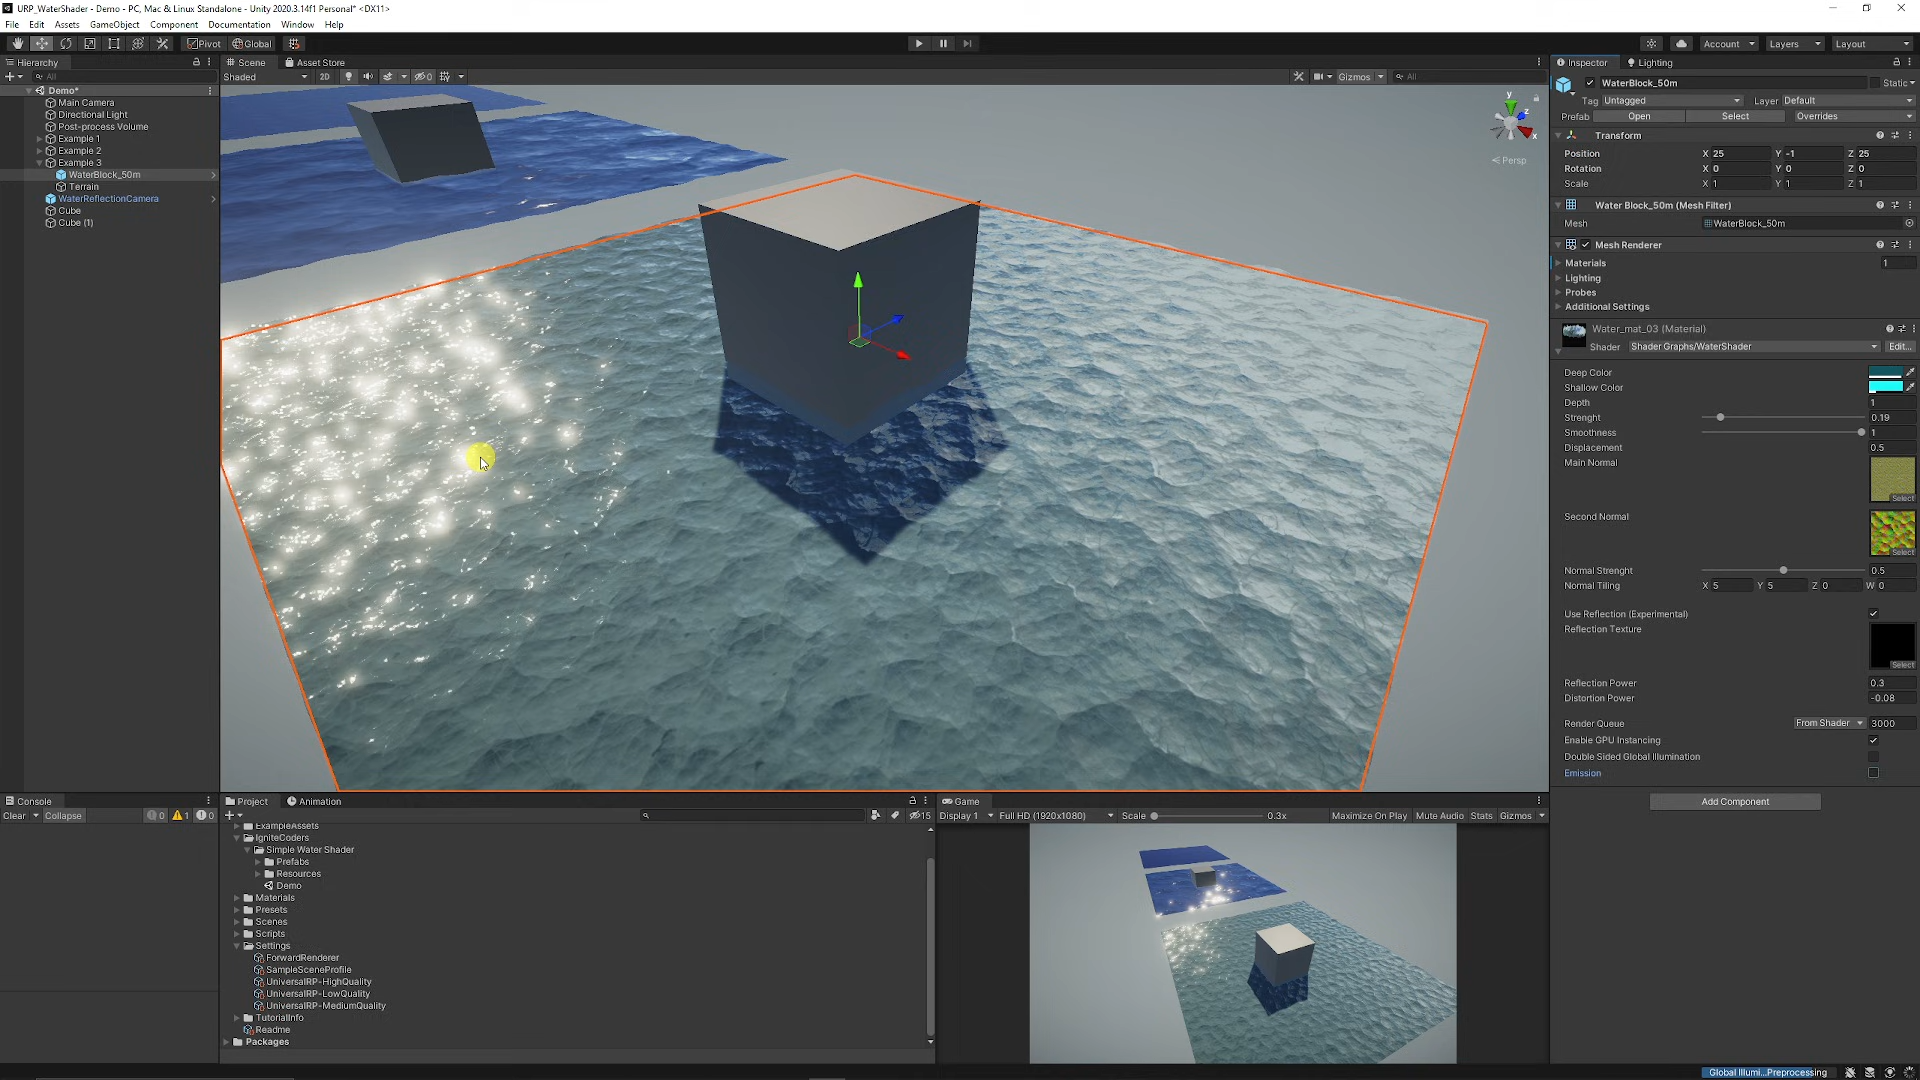 URP_WaterShader - Demo - PC, Mac & Linux Standalone - Unity 2020.3.14f1 Personal* <DX11>
File Edit Assets GameObject Component Tutorial Window Help
Pivot Global
Account Layers Layout
Hierarchy
All
Demo*
Main Camera
Directional Light
Post-process Volume
Example 1
Example 2
Example 3
WaterBlock_50m
Terrain
WaterReflectionCamera
Cube
Cube (1)
Scene Asset Store
Shaded 2D 0 Gizmos All
y
z
x
Persp
Inspector Lighting
WaterBlock_50m Static
Tag Untagged Layer Default
Prefab Open Select Overrides
Transform
Position X 25 Y -1 Z 25
Rotation X 0 Y 0 Z 0
Scale X 1 Y 1 Z 1
Water Block_50m (Mesh Filter)
Mesh WaterBlock_50m
Mesh Renderer
Materials 1
Lighting
Probes
Additional Settings
Water_mat_03 (Material)
Shader Shader Graphs/WaterShader Edit...
Deep Color
Shallow Color
Depth 1
Strenght 0.19
Smoothness 1
Displacement 0.5
Main Normal
Select
Second Normal
Select
Normal Strenght 0.5
Normal Tiling X 5 Y 5 Z 0 W 0
Use Reflection (Experimental)
Reflection Texture
Select
Reflection Power 0.3
Distortion Power -0.08
Render Queue From Shader 3000
Enable GPU Instancing
Double Sided Global Illumination
Emission
Add Component
Console
Clear Collapse 0 1 0
Project Animation
15
ExampleAssets
IgniteCoders
Simple Water Shader
Prefabs
Resources
Demo
Materials
Presets
Scenes
Scripts
Settings
ForwardRenderer
SampleSceneProfile
UniversalRP-HighQuality
UniversalRP-LowQuality
UniversalRP-MediumQuality
TutorialInfo
Readme
Packages
Game
Display 1 Full HD (1920x1080) Scale 0.3x Maximize On Play Mute Audio Stats Gizmos
Global Illumi...Preprocessing